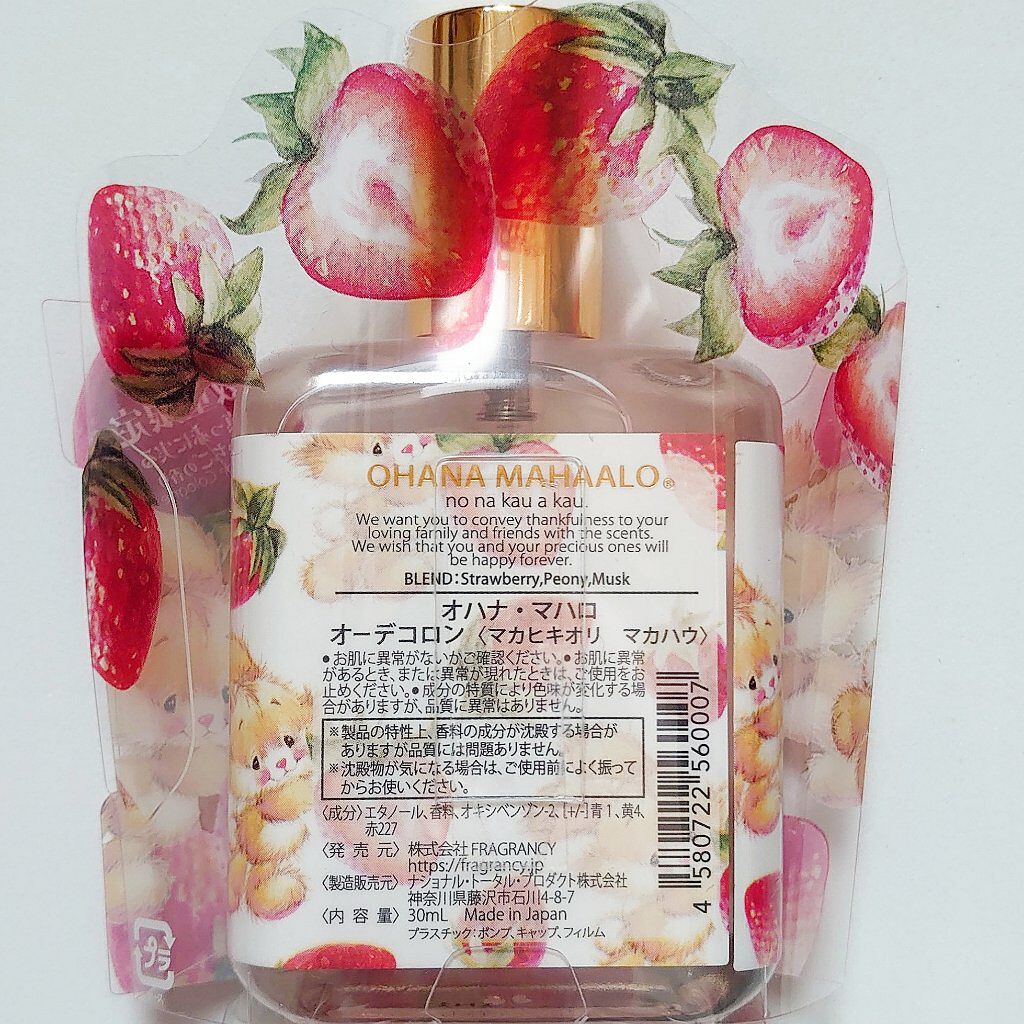 OHANA MAHAALO®
no na kau a kau.
We want you to convey thankfulness to your
loving family and friends with the scents.
We wish that you and your precious ones will
be happy forever.
BLEND:Strawberry,Peony,Musk
オハナ・マハロ
オーデコロン〈マカヒキオリ　マカハウ〉
●お肌に異常がないかご確認ください。●お肌に異常
があるとき、または異常が現れたときは、ご使用をお
止めください。●成分の特質により色味が変化する場
合がありますが、品質に異常はありません。
※製品の特性上、香料の成分が沈殿する場合が
ありますが品質には問題ありません。
※沈殿物が気になる場合は、ご使用前によく振って
からお使いください。
〈成分〉エタノール、香料、オキシベンゾン-2、[+/-]青1、黄4、
赤227
〈発売元〉株式会社FRAGRANCY
https://fragrancy.jp
〈製造販売元〉ナショナル・トータル・プロダクト株式会社
神奈川県藤沢市石川4-8-7
〈内容量〉30mL　Made in Japan
プラスチック：ポンプ、キャップ、フィルム
4580722560007
プラ